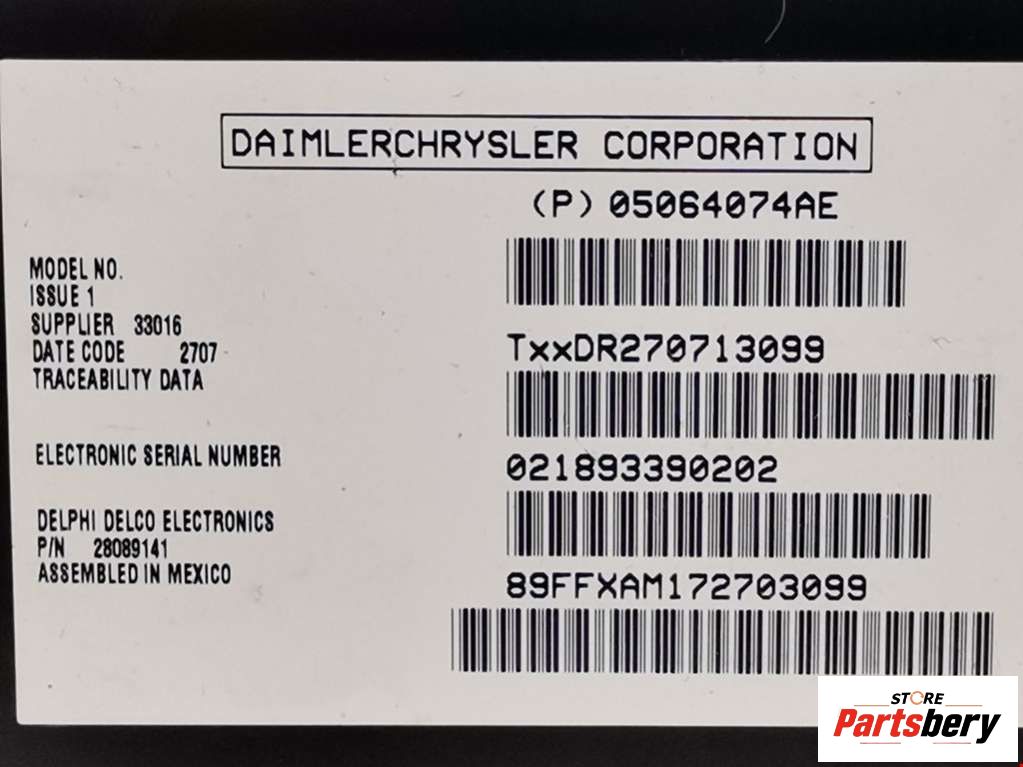 DAIMLERCHRYSLER CORPORATION
(P) 05064074AE
MODEL NO.
ISSUE 1
SUPPLIER 33016
DATE CODE 2707
TRACEABILITY DATA
TxxDR270713099
ELECTRONIC SERIAL NUMBER
021893390202
DELPHI DELCO ELECTRONICS
P/N 28089141
ASSEMBLED IN MEXICO
89FFXAM172703099
STORE
Partsbery